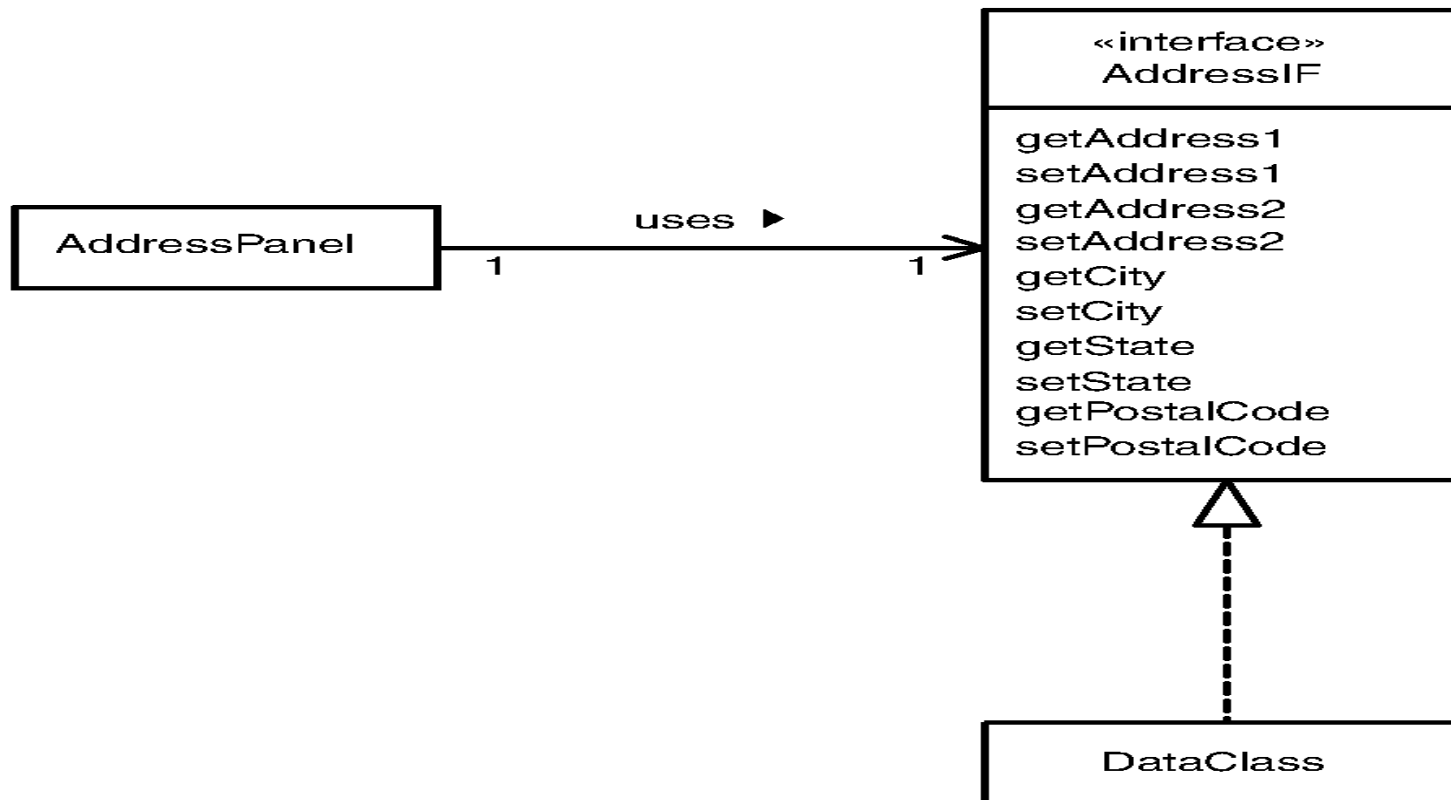 «interface»
AddressIF
getAddress1
setAddress1
getAddress2
setAddress2
getCity
setCity
getState
setState
getPostalCode
setPostalCode
AddressPanel
uses ►
1
1
DataClass